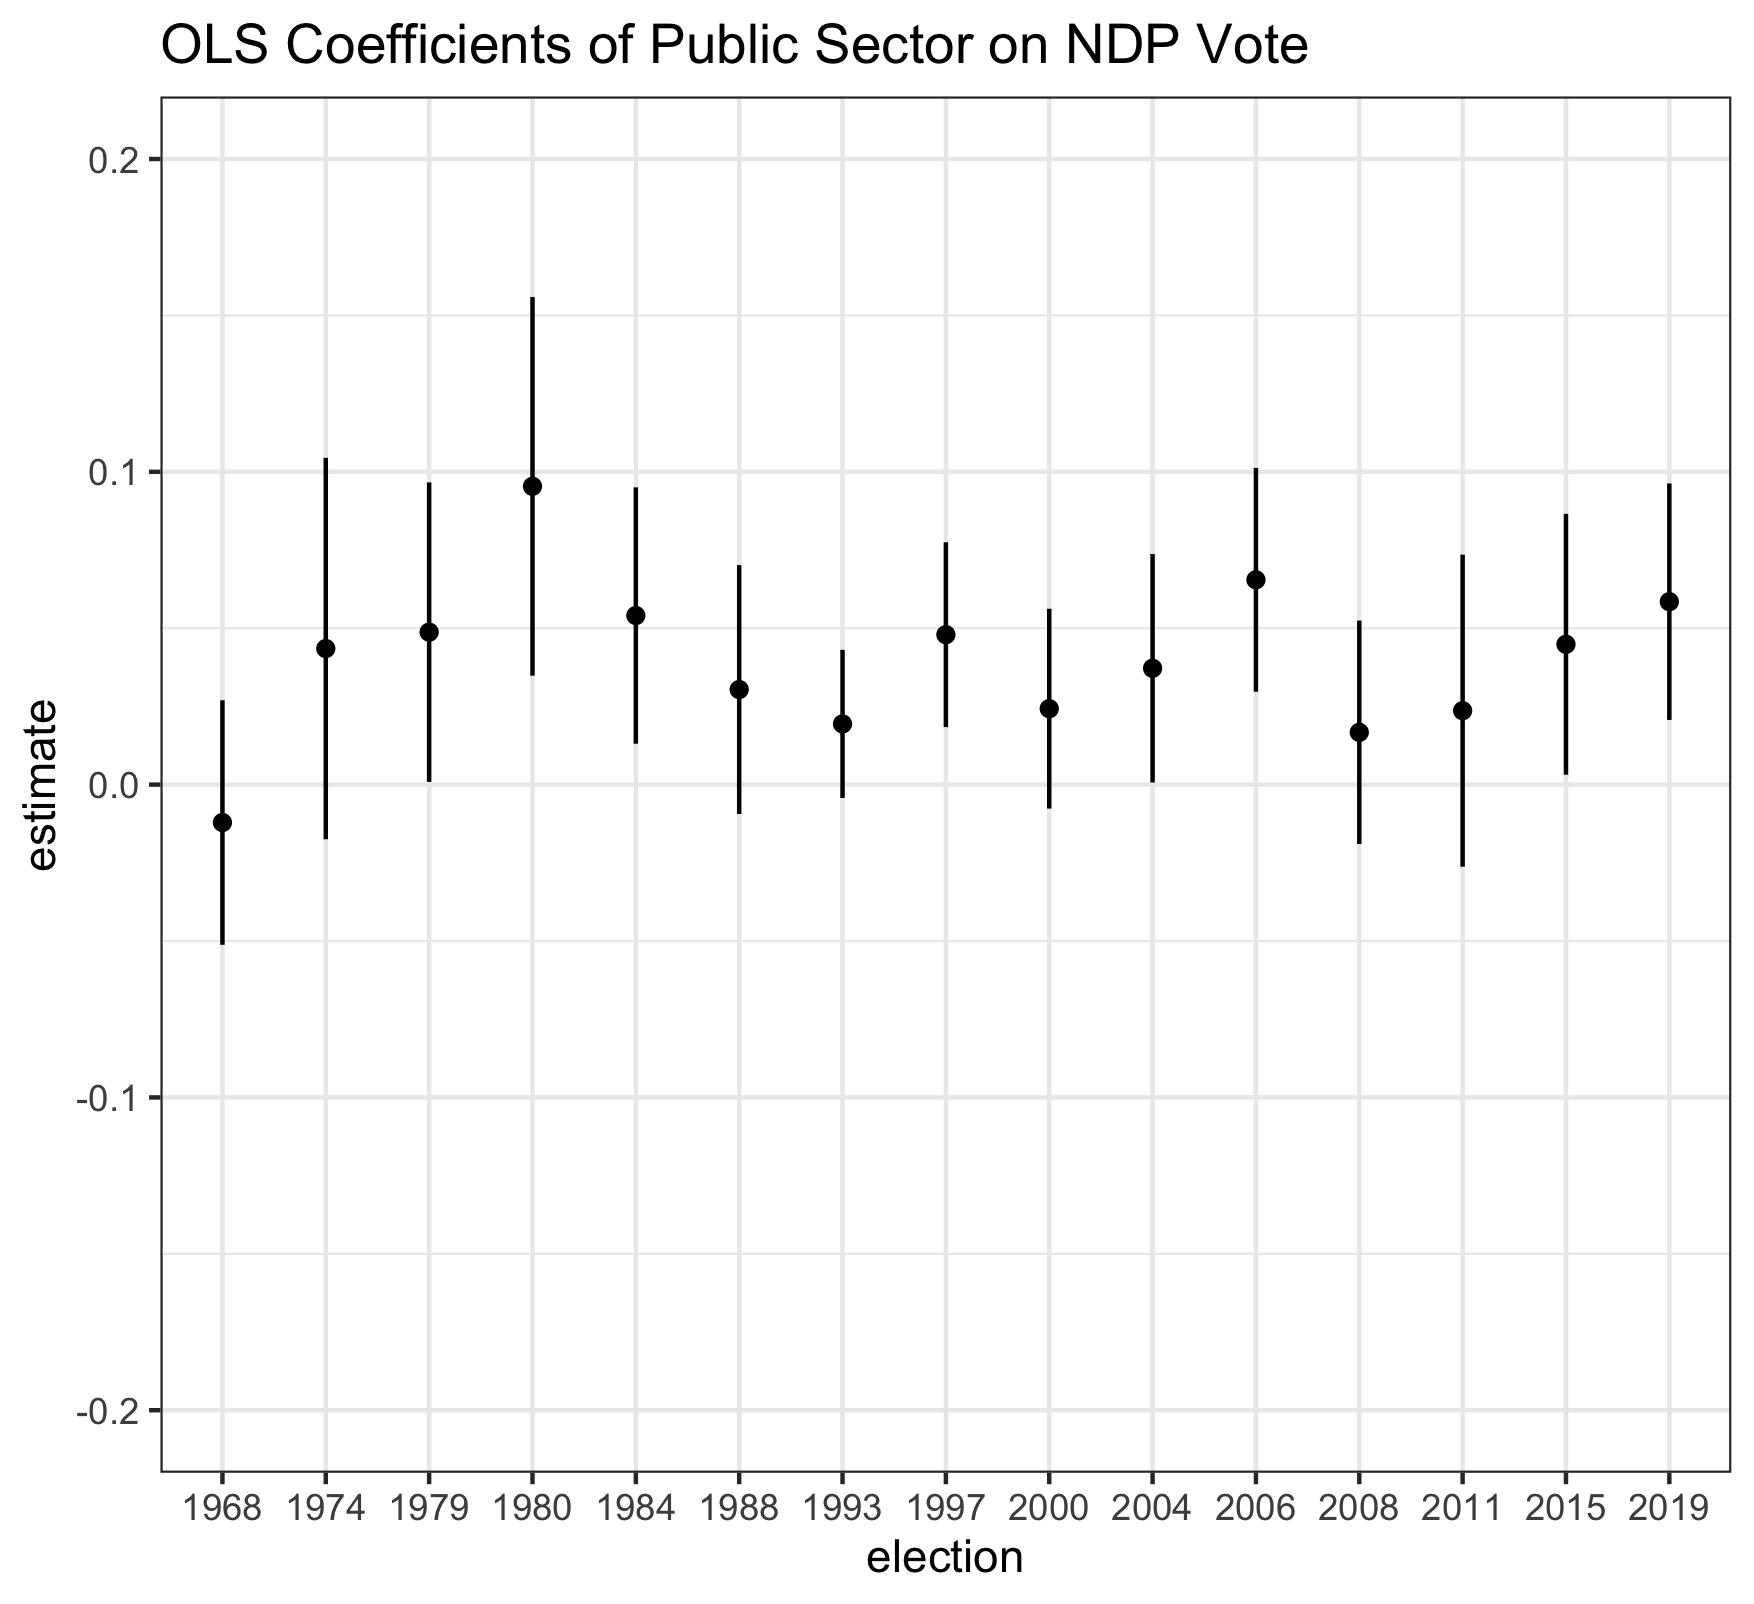 OLS Coefficients of Public Sector on NDP Vote
0.2
0.1
0.0
-0.1
-0.2
estimate
1968 1974 1979 1980 1984 1988 1993 1997 2000 2004 2006 2008 2011 2015 2019
election